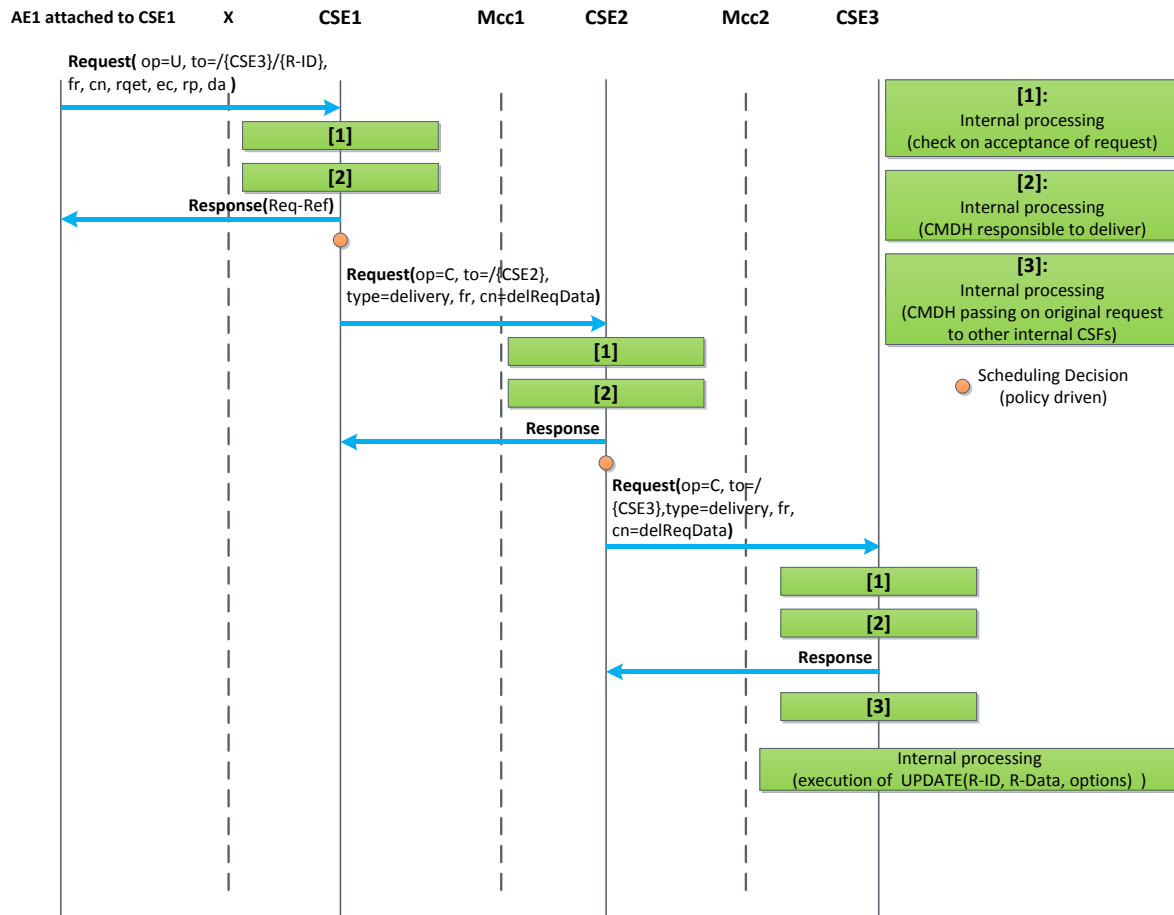 AE1 attached to CSE1 X CSE1 Mcc1 CSE2 Mcc2 CSE3
Request( op=U, to=/{CSE3}/{R-ID},
fr, cn, rqet, ec, rp, da )
[1]
[2]
Response(Req-Ref)
Request(op=C, to=/{CSE2},
type=delivery, fr, cn=delReqData)
[1]
[2]
Response
Request(op=C, to=/
{CSE3},type=delivery, fr,
cn=delReqData)
[1]
[2]
Response
[3]
Internal processing
(execution of UPDATE(R-ID, R-Data, options) )
[1]:
Internal processing
(check on acceptance of request)
[2]:
Internal processing
(CMDH responsible to deliver)
[3]:
Internal processing
(CMDH passing on original request
to other internal CSFs)
Scheduling Decision
(policy driven)